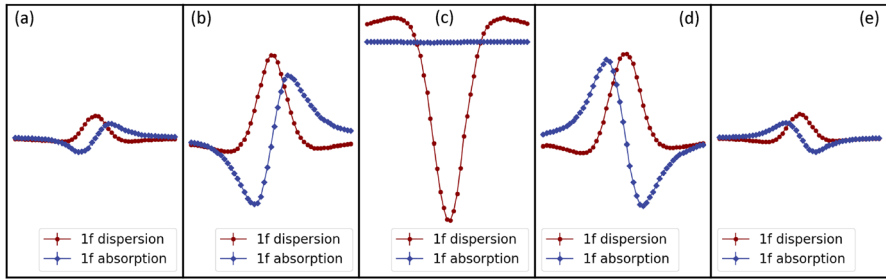 (a)
(b)
(c)
(d)
(e)
1f dispersion
1f absorption
1f dispersion
1f absorption
1f dispersion
1f absorption
1f dispersion
1f absorption
1f dispersion
1f absorption